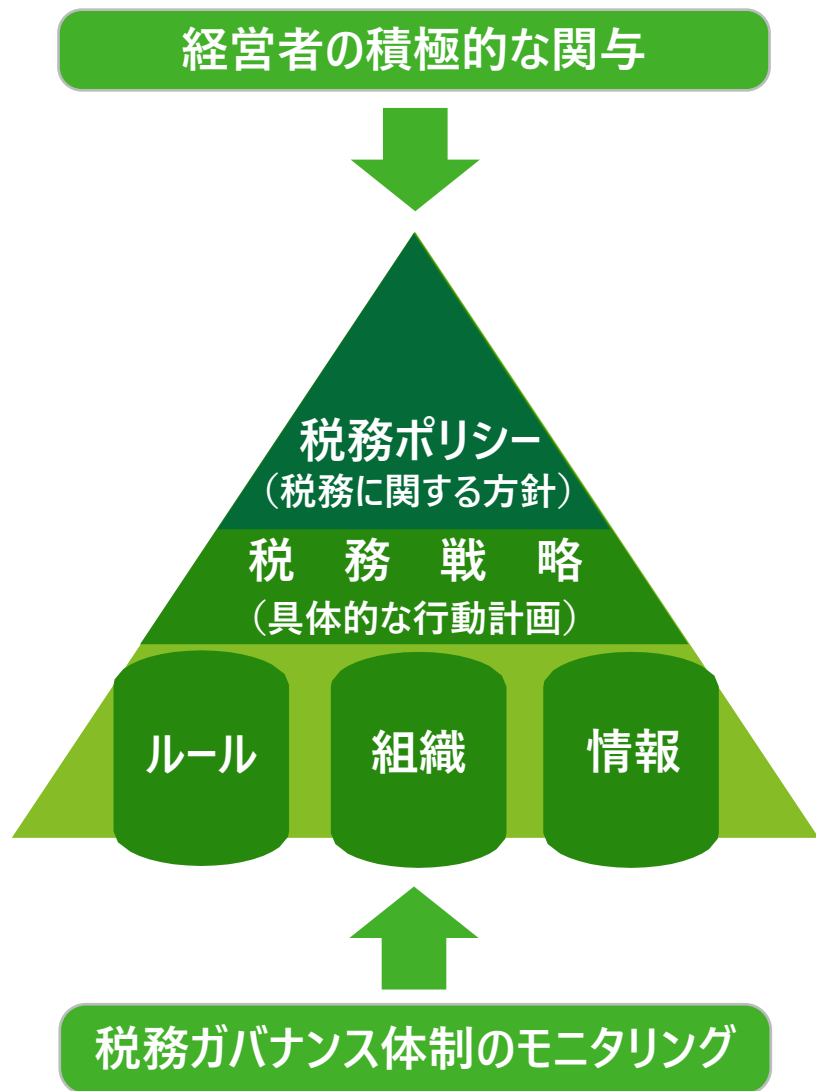 経営者の積極的な関与
税務ポリシー
（税務に関する方針）
税　務　戦　略
（具体的な行動計画）
ルール　組織　情報
税務ガバナンス体制のモニタリング